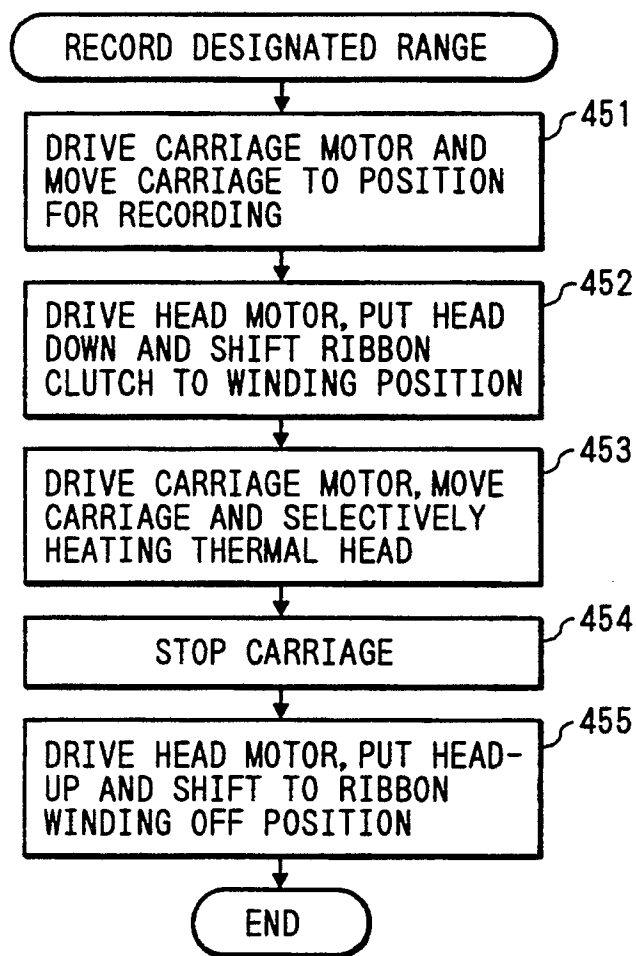 RECORD DESIGNATED RANGE
451
DRIVE CARRIAGE MOTOR AND
MOVE CARRIAGE TO POSITION
FOR RECORDING
452
DRIVE HEAD MOTOR, PUT HEAD
DOWN AND SHIFT RIBBON
CLUTCH TO WINDING POSITION
453
DRIVE CARRIAGE MOTOR, MOVE
CARRIAGE AND SELECTIVELY
HEATING THERMAL HEAD
454
STOP CARRIAGE
455
DRIVE HEAD MOTOR, PUT HEAD-
UP AND SHIFT TO RIBBON
WINDING OFF POSITION
END